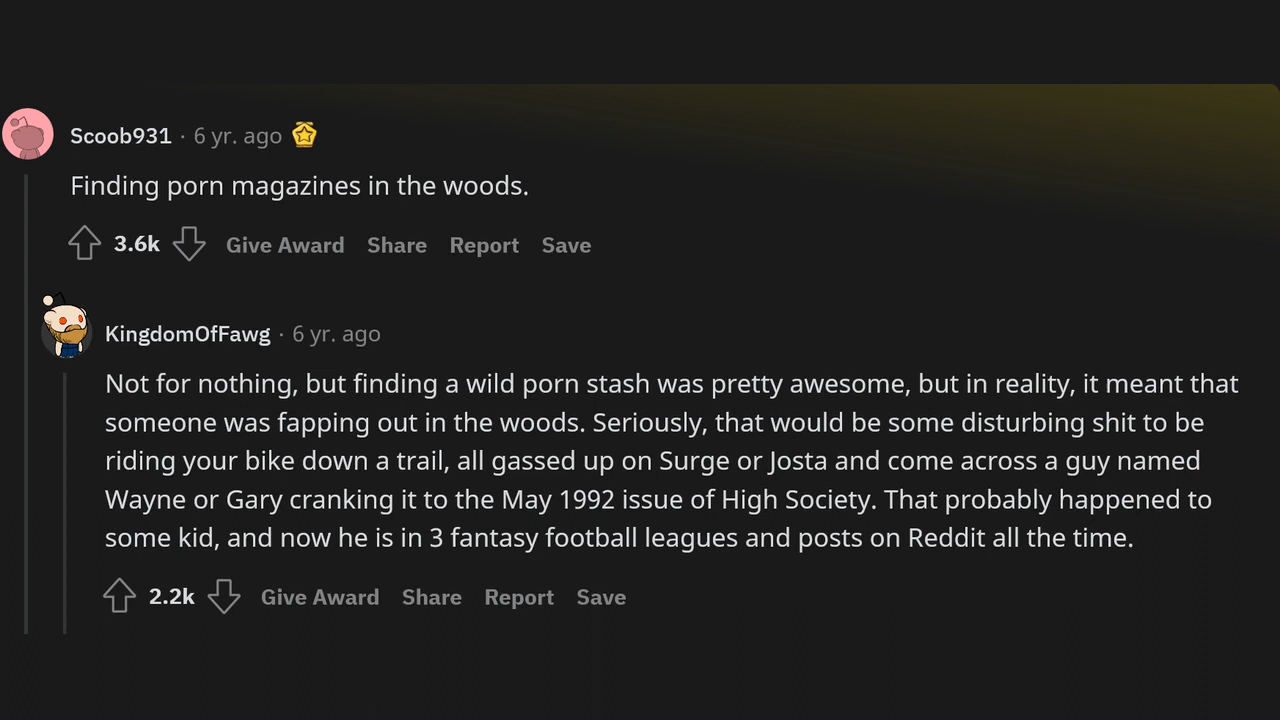 Scoob931 · 6 yr. ago
Finding porn magazines in the woods.
3.6k Give Award Share Report Save
KingdomOfFawg · 6 yr. ago
Not for nothing, but finding a wild porn stash was pretty awesome, but in reality, it meant that
someone was fapping out in the woods. Seriously, that would be some disturbing shit to be
riding your bike down a trail, all gassed up on Surge or Josta and come across a guy named
Wayne or Gary cranking it to the May 1992 issue of High Society. That probably happened to
some kid, and now he is in 3 fantasy football leagues and posts on Reddit all the time.
2.2k Give Award Share Report Save